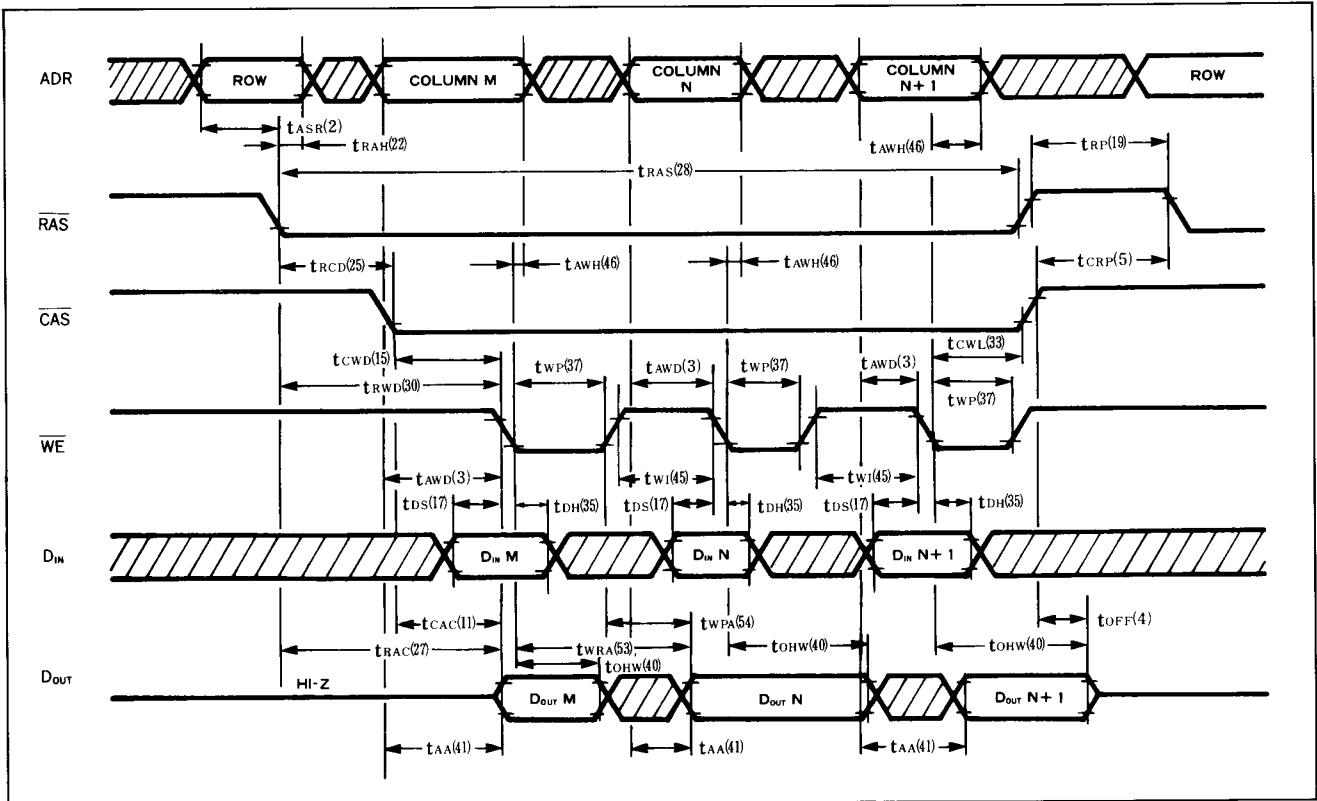 ADR
ROW
COLUMN M
COLUMN
N
COLUMN
N+1
ROW
tASR(2)
tRAH(22)
tAWH(46)
tRP(19)
tRAS(28)
RAS
tRCD(25)
tAWH(46)
tAWH(46)
tCRP(5)
CAS
tCWD(15)
tRWD(30)
tWP(37)
tAWD(3)
tWP(37)
tAWD(3)
tCWL(33)
tWP(37)
WE
tAWD(3)
tWI(45)
tWI(45)
tDS(17)
tDH(35)
tDS(17)
tDH(35)
tDS(17)
tDH(35)
DIN
DIN M
DIN N
DIN N+1
tCAC(11)
tWPA(54)
tOFF(4)
tRAC(27)
tWRA(53)
tOHW(40)
tOHW(40)
tOHW(40)
DOUT
HI-Z
DOUT M
DOUT N
DOUT N+1
tAA(41)
tAA(41)
tAA(41)